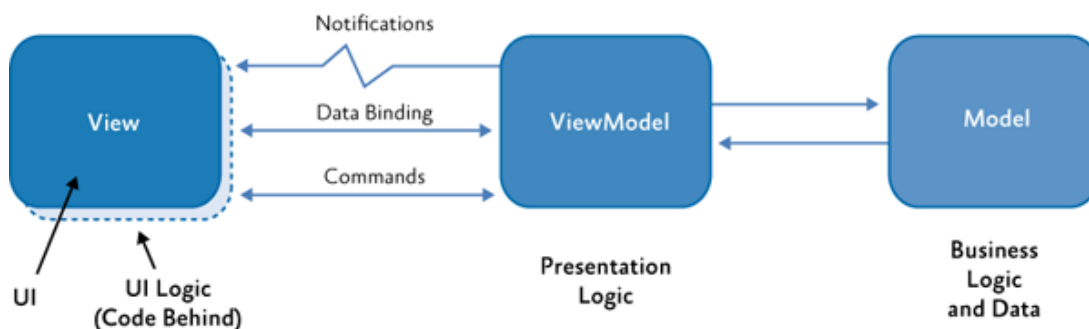 Notifications
View
Data Binding
ViewModel
Model
Commands
UI
UI Logic
(Code Behind)
Presentation
Logic
Business
Logic
and Data